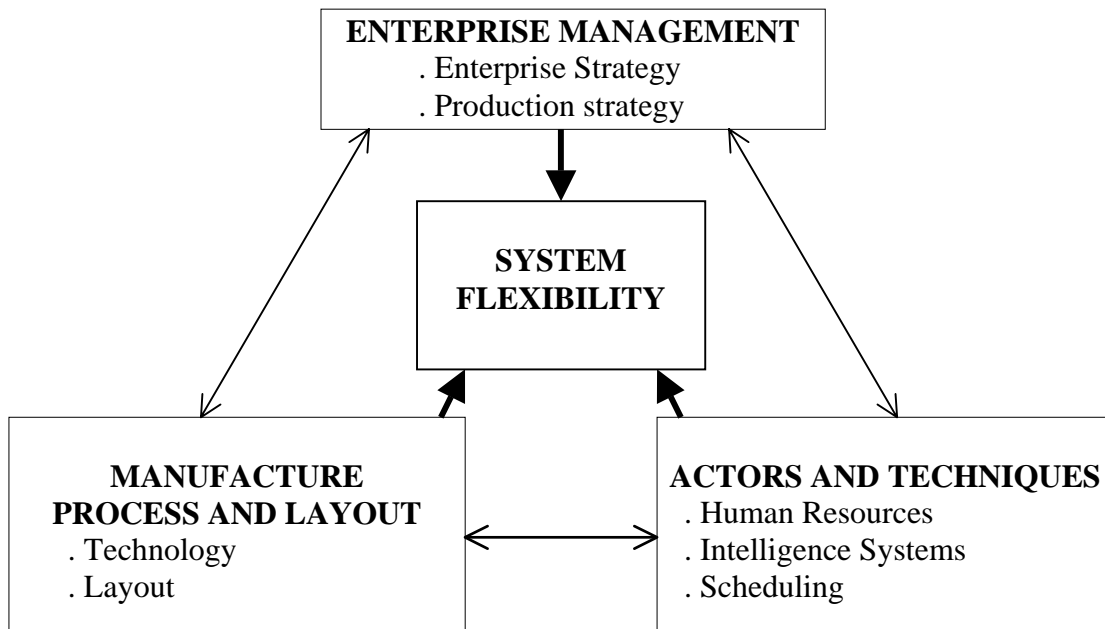 ENTERPRISE MANAGEMENT
. Enterprise Strategy
. Production strategy
SYSTEM
FLEXIBILITY
MANUFACTURE
PROCESS AND LAYOUT
. Technology
. Layout
ACTORS AND TECHNIQUES
. Human Resources
. Intelligence Systems
. Scheduling